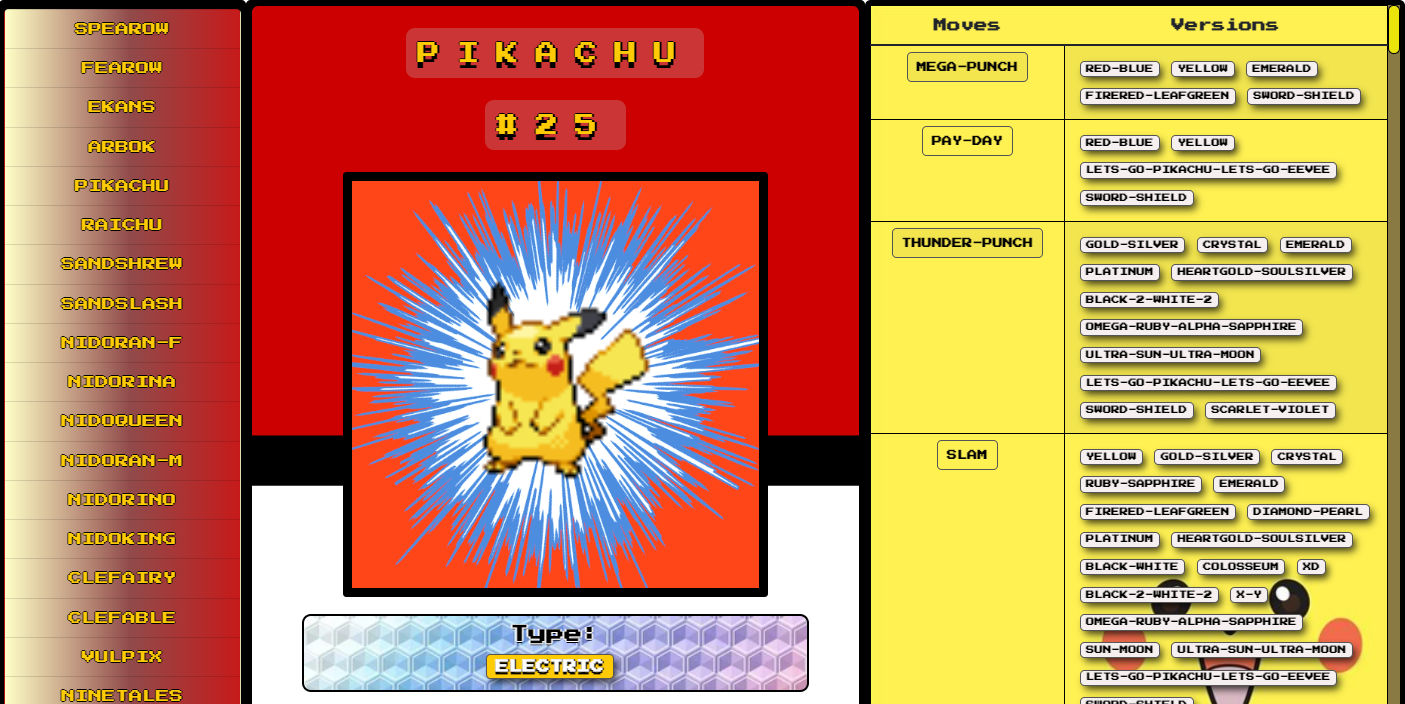 SPEAROW
FEAROW
EKANS
ARBOK
PIKACHU
RAICHU
SANDSHREW
SANDSLASH
NIDORAN-F
NIDORINA
NIDOQUEEN
NIDORAN-M
NIDORINO
NIDOKING
CLEFAIRY
CLEFABLE
VULPIX
NINETALES
PIKACHU
#25
Type:
ELECTRIC
Moves Versions
MEGA-PUNCH
RED-BLUE YELLOW EMERALD
FIRERED-LEAFGREEN SWORD-SHIELD
PAY-DAY
RED-BLUE YELLOW
LETS-GO-PIKACHU-LETS-GO-EEVEE
SWORD-SHIELD
THUNDER-PUNCH
GOLD-SILVER CRYSTAL EMERALD
PLATINUM HEARTGOLD-SOULSILVER
BLACK-2-WHITE-2
OMEGA-RUBY-ALPHA-SAPPHIRE
ULTRA-SUN-ULTRA-MOON
LETS-GO-PIKACHU-LETS-GO-EEVEE
SWORD-SHIELD SCARLET-VIOLET
SLAM
YELLOW GOLD-SILVER CRYSTAL
RUBY-SAPPHIRE EMERALD
FIRERED-LEAFGREEN DIAMOND-PEARL
PLATINUM HEARTGOLD-SOULSILVER
BLACK-WHITE COLOSSEUM XD
BLACK-2-WHITE-2 X-Y
OMEGA-RUBY-ALPHA-SAPPHIRE
SUN-MOON ULTRA-SUN-ULTRA-MOON
LETS-GO-PIKACHU-LETS-GO-EEVEE
SWORD-SHIELD